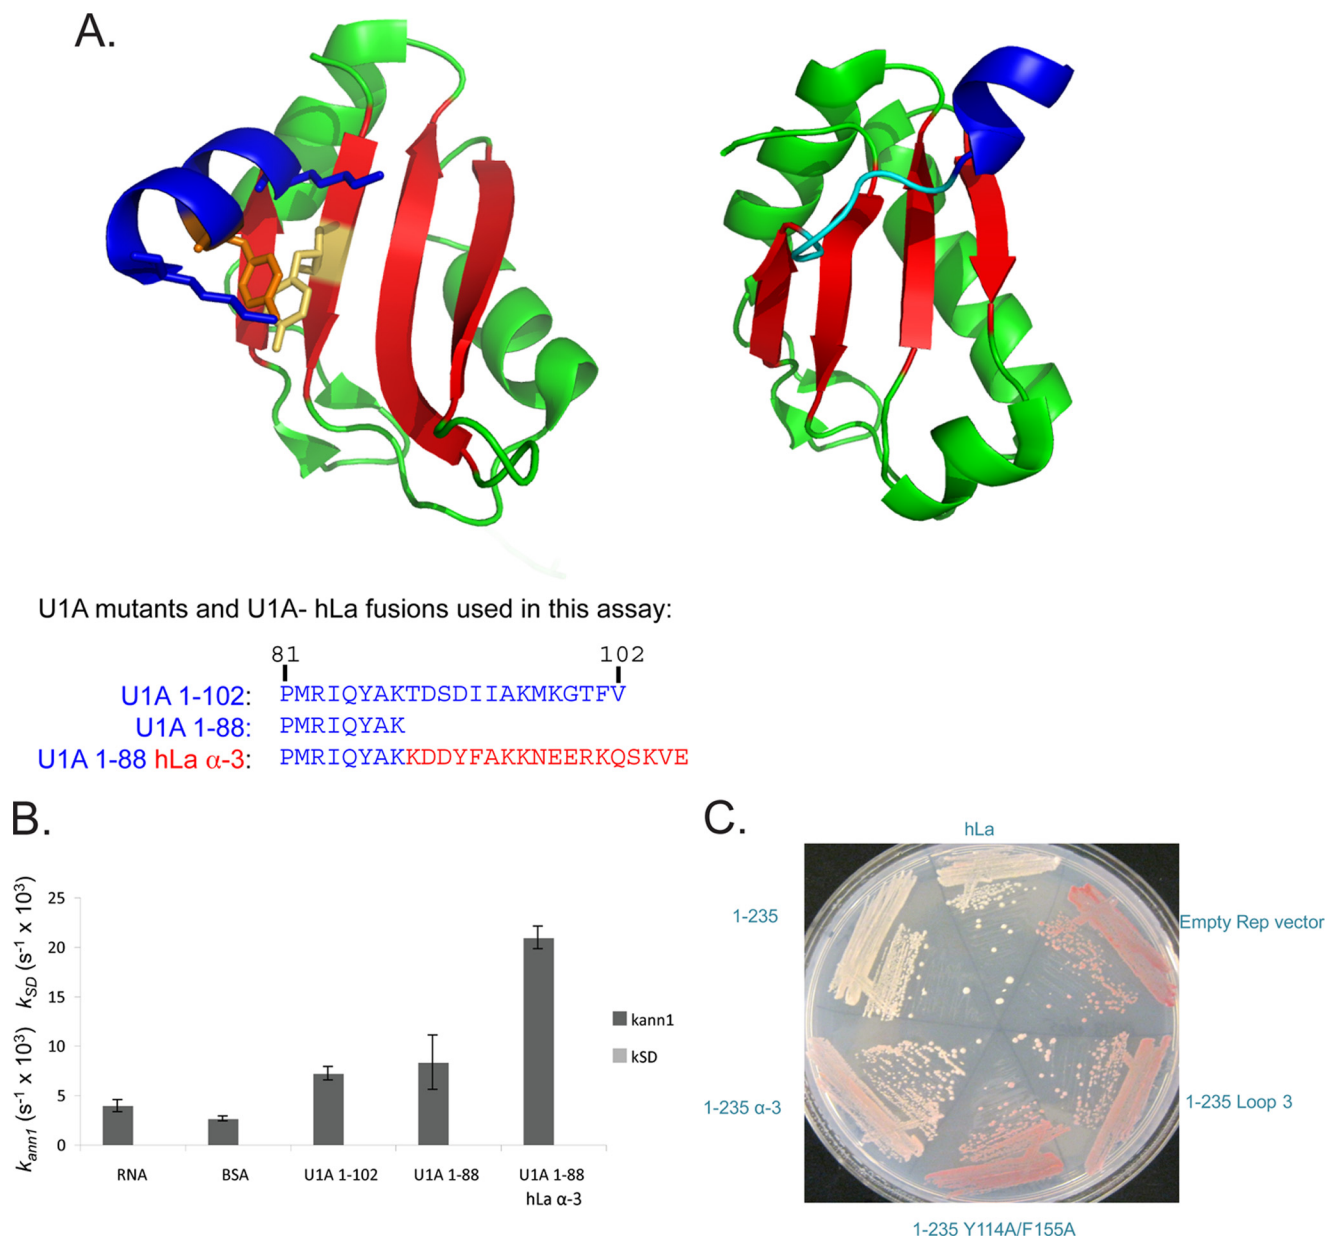 A.
U1A mutants and U1A- hLa fusions used in this assay:
81 102
U1A 1-102: PMRIQYAKTDSDIIAKMKGTFV
U1A 1-88: PMRIQYAK
U1A 1-88 hLa α-3: PMRIQYAKKDDYFAKKNEERKQSKVE
B.
kann1 (s-1 x 103) kSD (s-1 x 103)
25
20
15
10
5
0
RNA
BSA
U1A 1-102
U1A 1-88
U1A 1-88
hLa α-3
kann1
kSD
C.
hLa
1-235
Empty Rep vector
1-235 α-3
1-235 Loop 3
1-235 Y114A/F155A